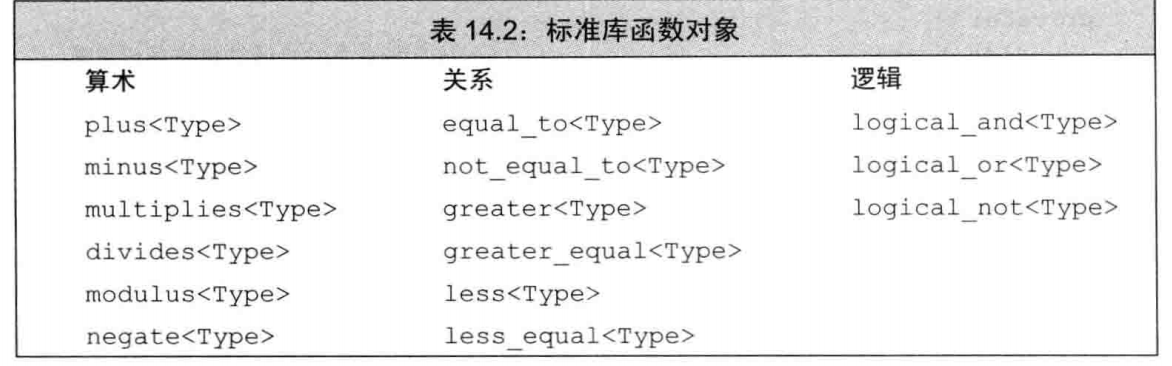 表 14.2：标准库函数对象
算术 关系 逻辑
plus<Type> equal_to<Type> logical_and<Type>
minus<Type> not_equal_to<Type> logical_or<Type>
multiplies<Type> greater<Type> logical_not<Type>
divides<Type> greater_equal<Type>
modulus<Type> less<Type>
negate<Type> less_equal<Type>